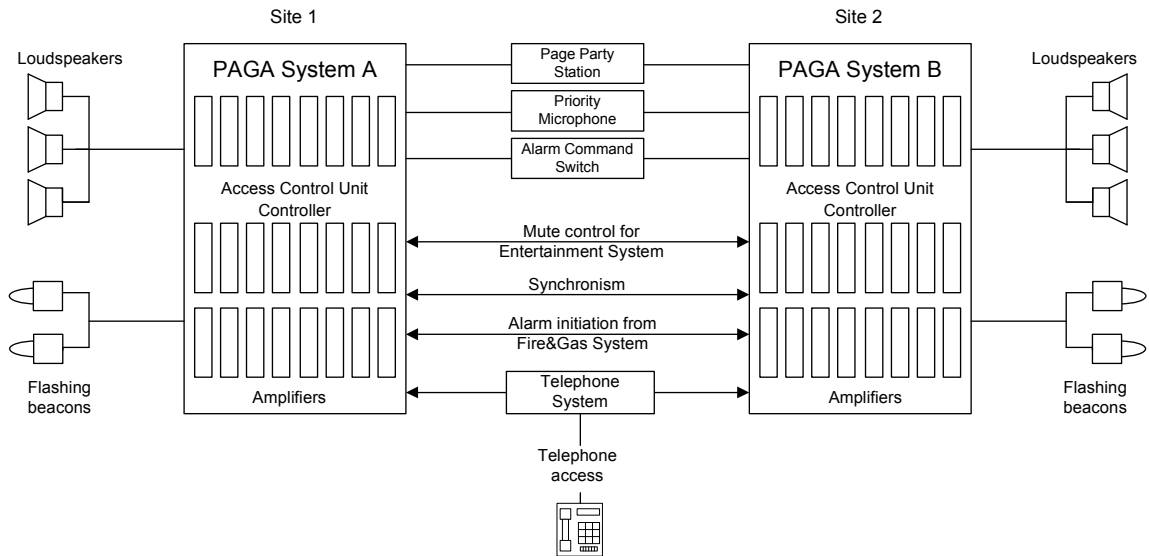 Site 1
Site 2
Loudspeakers
PAGA System A
Page Party
Station
PAGA System B
Loudspeakers
Priority
Microphone
Alarm Command
Switch
Access Control Unit
Controller
Access Control Unit
Controller
Mute control for
Entertainment System
Synchronism
Alarm initiation from
Fire&Gas System
Flashing
beacons
Amplifiers
Telephone
System
Amplifiers
Flashing
beacons
Telephone
access